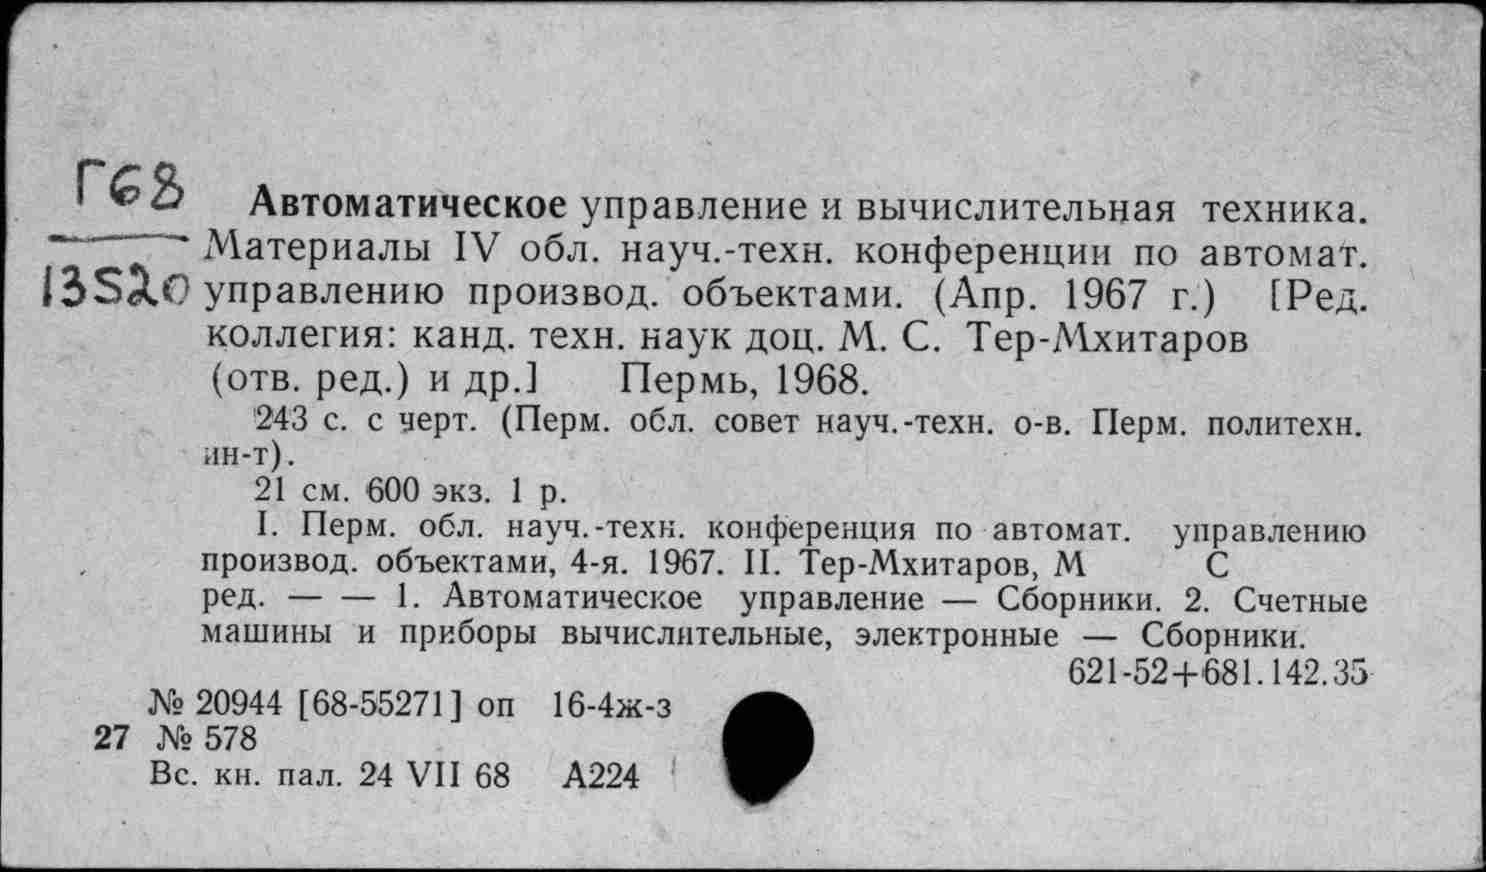 Г68
13520
Автоматическое управление и вычислительная техника.
Материалы IV обл. науч.-техн. конференции по автомат.
управлению производ. объектами. (Апр. 1967 г.) [Ред.
коллегия: канд. техн. наук доц. М. С. Тер-Мхитаров
(отв. ред.) и др.] Пермь, 1968.
243 с. с черт. (Перм. обл. совет науч.-техн. о-в. Перм. политехн.
ин-т).
21 см. 600 экз. 1 р.
I. Перм. обл. науч.-техн. конференция по автомат. управлению
производ. объектами, 4-я. 1967. II. Тер-Мхитаров, М С
ред. — — 1. Автоматическое управление — Сборники. 2. Счетные
машины и приборы вычислительные, электронные — Сборники.
621-52+681.142.35
№ 20944 [68-55271] оп 16-4ж-з
27 № 578
Вс. кн. пал. 24 VII 68 А224